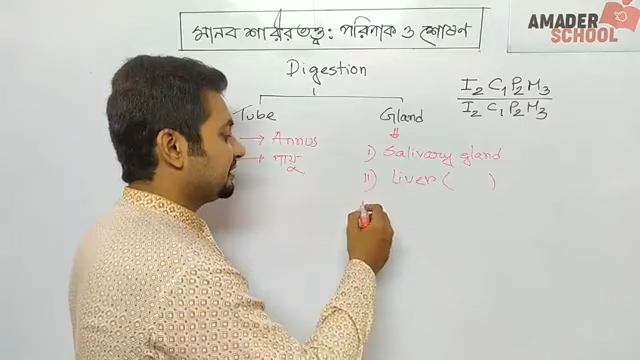 মানব শারীরতত্ত্ব: পরিপাক ও শোষণ
AMADER
SCHOOL
Digestion
I₂ C₁ P₂ M₃
I₂ C₁ P₂ M₃
Tube
Gland
→ Annus
i) Salivary gland
→ পায়ু
ii) Liver ( )